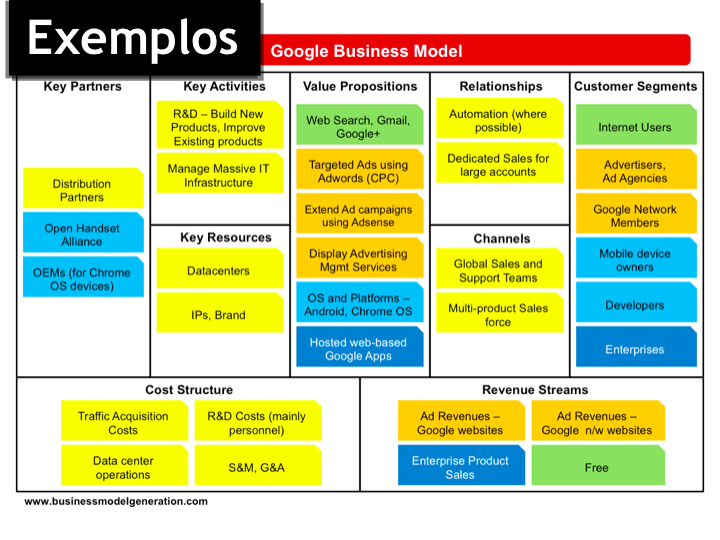 Exemplos
Google Business Model
Key Partners
Distribution
Partners
Open Handset
Alliance
OEMs (for Chrome
OS devices)
Key Activities
R&D – Build New
Products, Improve
Existing products
Manage Massive IT
Infrastructure
Key Resources
Datacenters
IPs, Brand
Value Propositions
Web Search, Gmail,
Google+
Targeted Ads using
Adwords (CPC)
Extend Ad campaigns
using Adsense
Display Advertising
Mgmt Services
OS and Platforms –
Android, Chrome OS
Hosted web-based
Google Apps
Relationships
Automation (where
possible)
Dedicated Sales for
large accounts
Channels
Global Sales and
Support Teams
Multi-product Sales
force
Customer Segments
Internet Users
Advertisers,
Ad Agencies
Google Network
Members
Mobile device
owners
Developers
Enterprises
Cost Structure
Traffic Acquisition
Costs
R&D Costs (mainly
personnel)
Data center
operations
S&M, G&A
Revenue Streams
Ad Revenues –
Google websites
Ad Revenues –
Google n/w websites
Enterprise Product
Sales
Free
www.businessmodelgeneration.com